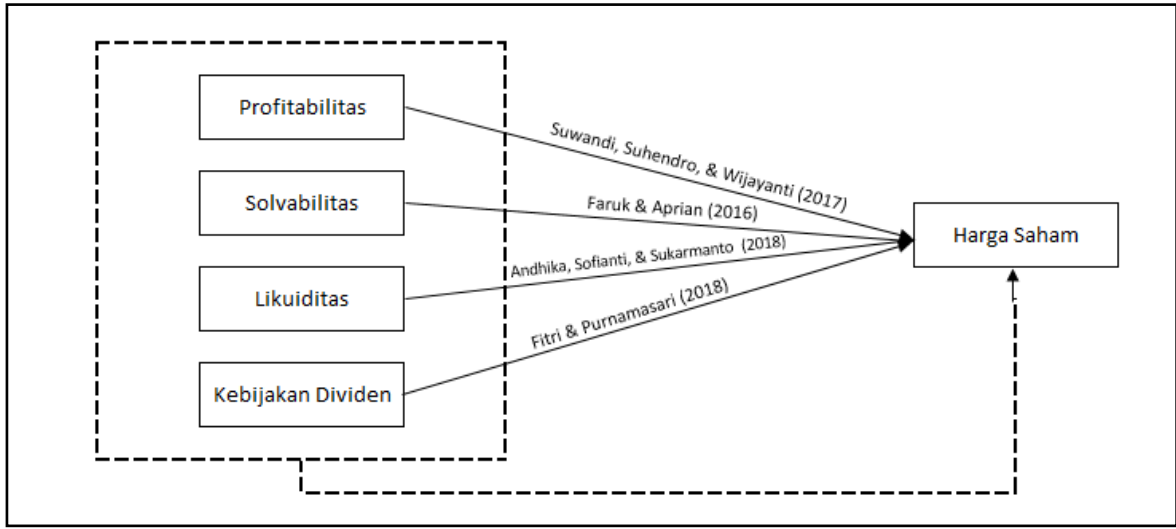 Profitabilitas
Suwandi, Suhendro, & Wijayanti (2017)
Solvabilitas
Faruk & Aprian (2016)
Harga Saham
Andhika, Sofianti, & Sukarmanto (2018)
Likuiditas
Fitri & Purnamasari (2018)
Kebijakan Dividen